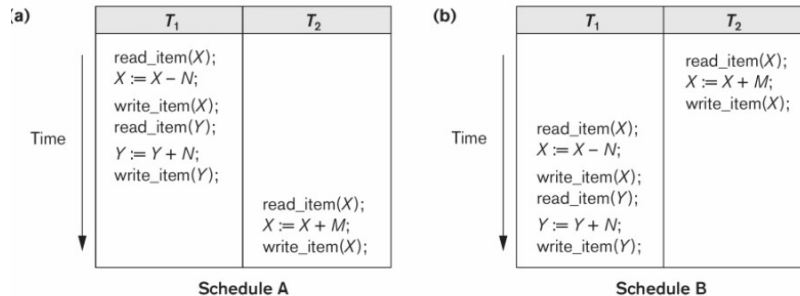 (a)
T₁ T₂
Time
read_item(X);
X := X – N;
write_item(X);
read_item(Y);
Y := Y + N;
write_item(Y);
read_item(X);
X := X + M;
write_item(X);
Schedule A
(b)
T₁ T₂
Time
read_item(X);
X := X + M;
write_item(X);
read_item(X);
X := X – N;
write_item(X);
read_item(Y);
Y := Y + N;
write_item(Y);
Schedule B